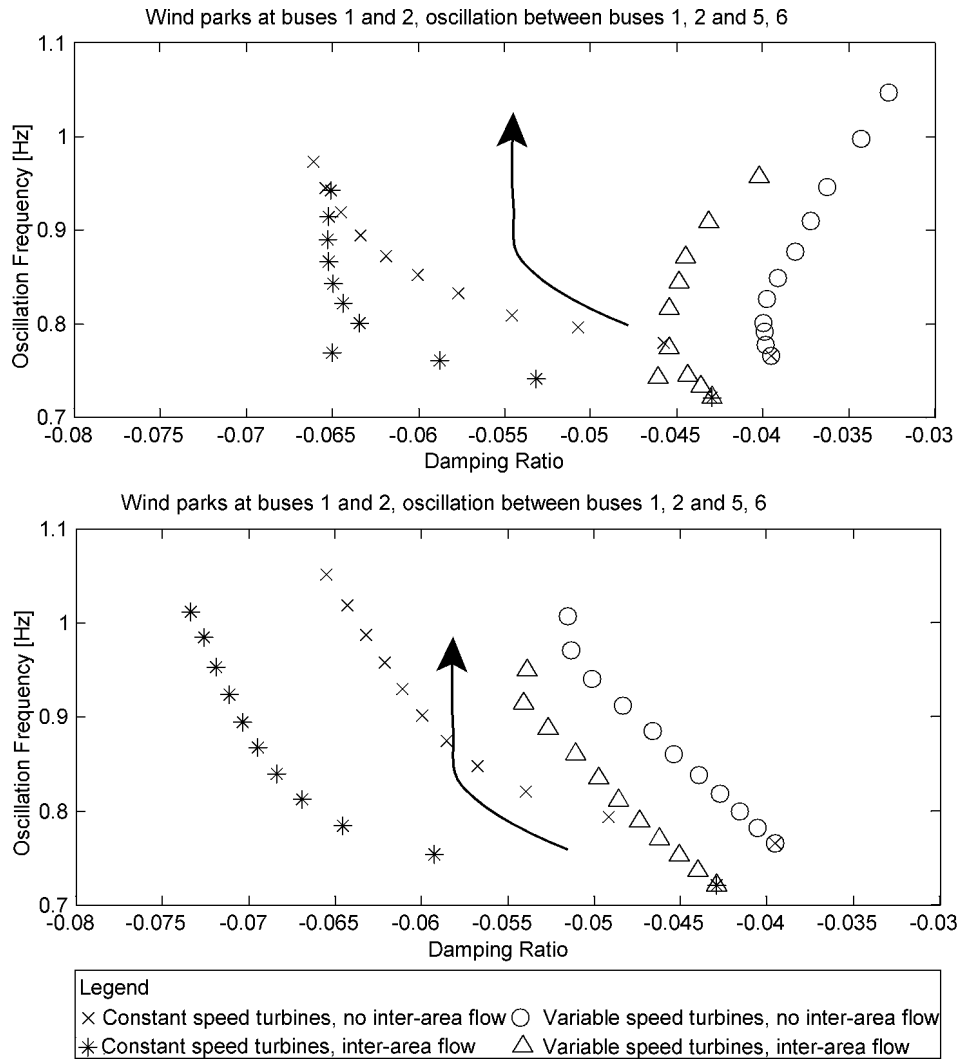 Wind parks at buses 1 and 2, oscillation between buses 1, 2 and 5, 6
1.1
1
0.9
0.8
0.7
Oscillation Frequency [Hz]
-0.08 -0.075 -0.07 -0.065 -0.06 -0.055 -0.05 -0.045 -0.04 -0.035 -0.03
Damping Ratio
Wind parks at buses 1 and 2, oscillation between buses 1, 2 and 5, 6
1.1
1
0.9
0.8
0.7
Oscillation Frequency [Hz]
-0.08 -0.075 -0.07 -0.065 -0.06 -0.055 -0.05 -0.045 -0.04 -0.035 -0.03
Damping Ratio
Legend
Constant speed turbines, no inter-area flow
Variable speed turbines, no inter-area flow
Constant speed turbines, inter-area flow
Variable speed turbines, inter-area flow